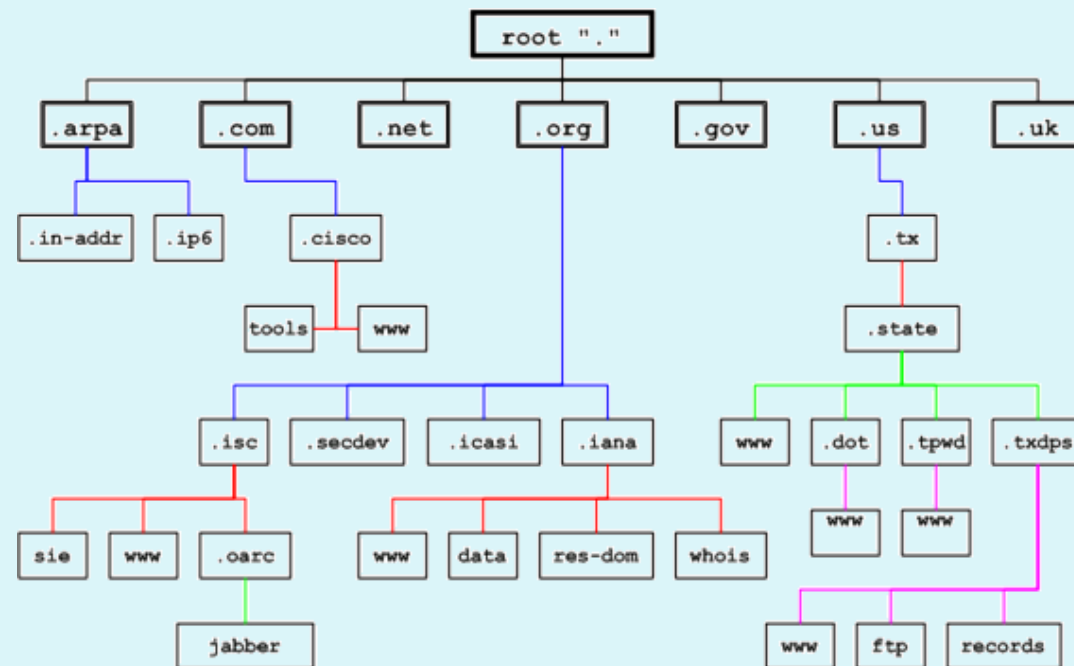 root "."
.arpa
.com
.net
.org
.gov
.us
.uk
.in-addr
.ip6
.cisco
.tx
tools
www
.state
.isc
.secdev
.icasi
.iana
www
.dot
.tpwd
.txdps
www
www
sie
www
.oarc
www
data
res-dom
whois
jabber
www
ftp
records